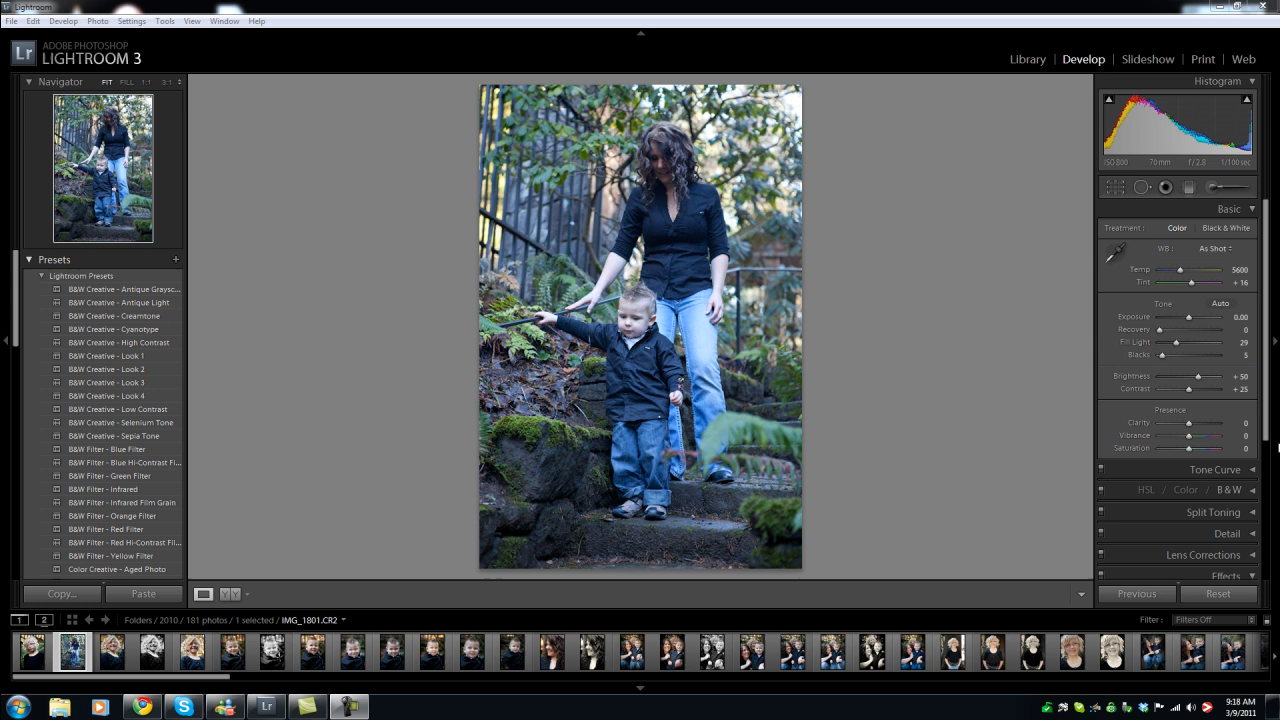 Lightroom
File Edit Develop Photo Settings Tools View Window Help
Lr ADOBE PHOTOSHOP
LIGHTROOM 3
Library | Develop | Slideshow | Print | Web
Navigator FIT FILL 1:1 3:1
Presets +
Lightroom Presets
B&W Creative - Antique Graysc...
B&W Creative - Antique Light
B&W Creative - Creamtone
B&W Creative - Cyanotype
B&W Creative - High Contrast
B&W Creative - Look 1
B&W Creative - Look 2
B&W Creative - Look 3
B&W Creative - Look 4
B&W Creative - Low Contrast
B&W Creative - Selenium Tone
B&W Creative - Sepia Tone
B&W Filter - Blue Filter
B&W Filter - Blue Hi-Contrast Fi...
B&W Filter - Green Filter
B&W Filter - Infrared
B&W Filter - Infrared Film Grain
B&W Filter - Orange Filter
B&W Filter - Red Filter
B&W Filter - Red Hi-Contrast Fil...
B&W Filter - Yellow Filter
Color Creative - Aged Photo
Copy... Paste
Histogram
ISO 800 70 mm f / 2.8 1/100 sec
Basic
Treatment : Color Black & White
WB : As Shot
Temp 5600
Tint + 16
Tone Auto
Exposure 0.00
Recovery 0
Fill Light 29
Blacks 5
Brightness + 50
Contrast + 25
Presence
Clarity 0
Vibrance 0
Saturation 0
Tone Curve
HSL / Color / B & W
Split Toning
Detail
Lens Corrections
Effects
Previous Reset
Y Y
1 2 Folders / 2010 / 181 photos / 1 selected / IMG_1801.CR2 Filter : Filters Off
Lr
9:18 AM
3/9/2011